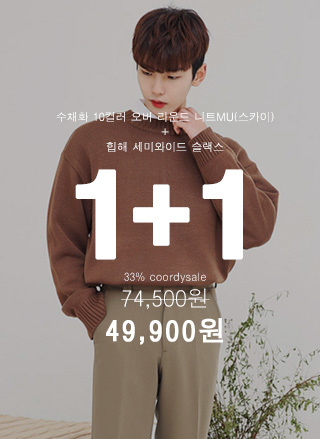 수채화 10컬러 오버 라운드 니트MU(스카이)
+
힙해 세미와이드 슬랙스
1+1
33% coordysale
74,500원
49,900원